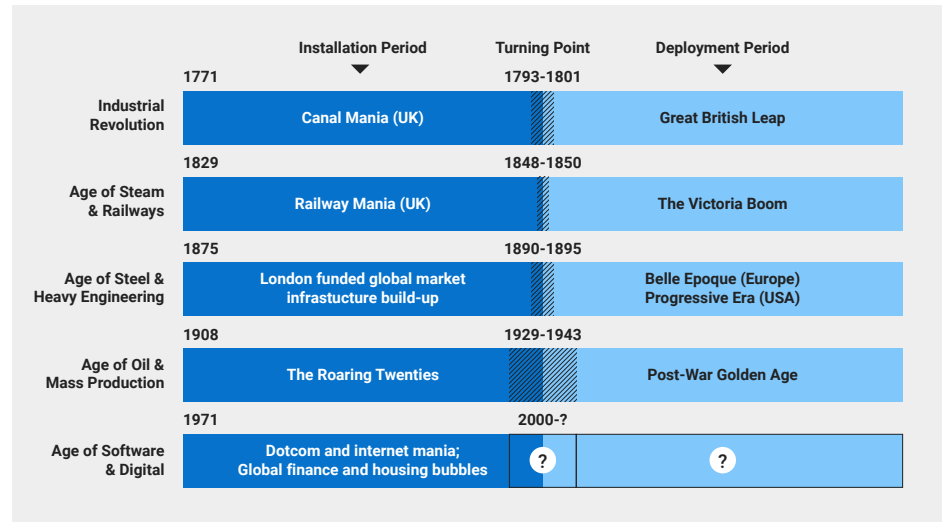 Installation Period Turning Point Deployment Period
1771 1793-1801
Industrial
Revolution
Canal Mania (UK) Great British Leap
1829 1848-1850
Age of Steam
& Railways
Railway Mania (UK) The Victoria Boom
1875 1890-1895
Age of Steel &
Heavy Engineering
London funded global market
infrastucture build-up
Belle Epoque (Europe)
Progressive Era (USA)
1908 1929-1943
Age of Oil &
Mass Production
The Roaring Twenties Post-War Golden Age
1971 2000-?
Age of Software
& Digital
Dotcom and internet mania;
Global finance and housing bubbles
? ?